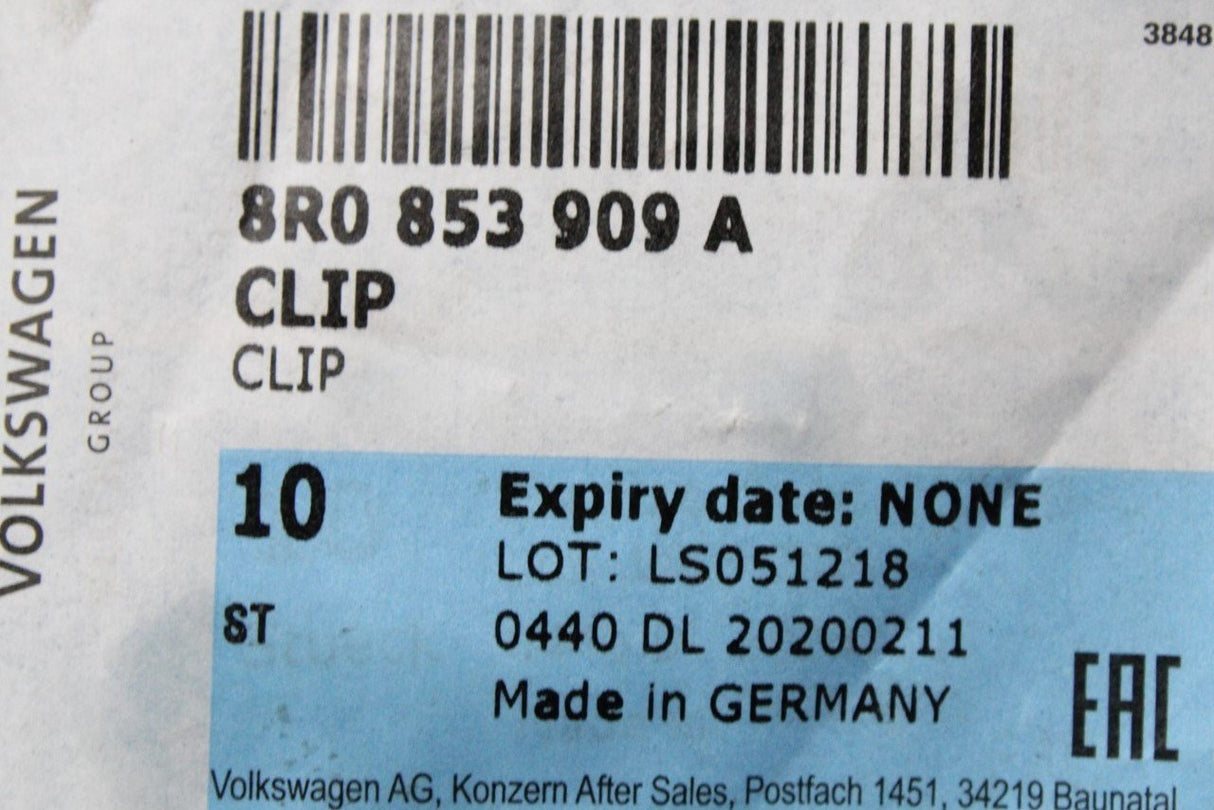 3848
8R0 853 909 A
CLIP
CLIP
VOLKSWAGEN
GROUP
10
Expiry date: NONE
LOT: LS051218
ST
0440 DL 20200211
Made in GERMANY
EAC
Volkswagen AG, Konzern After Sales, Postfach 1451, 34219 Baunatal